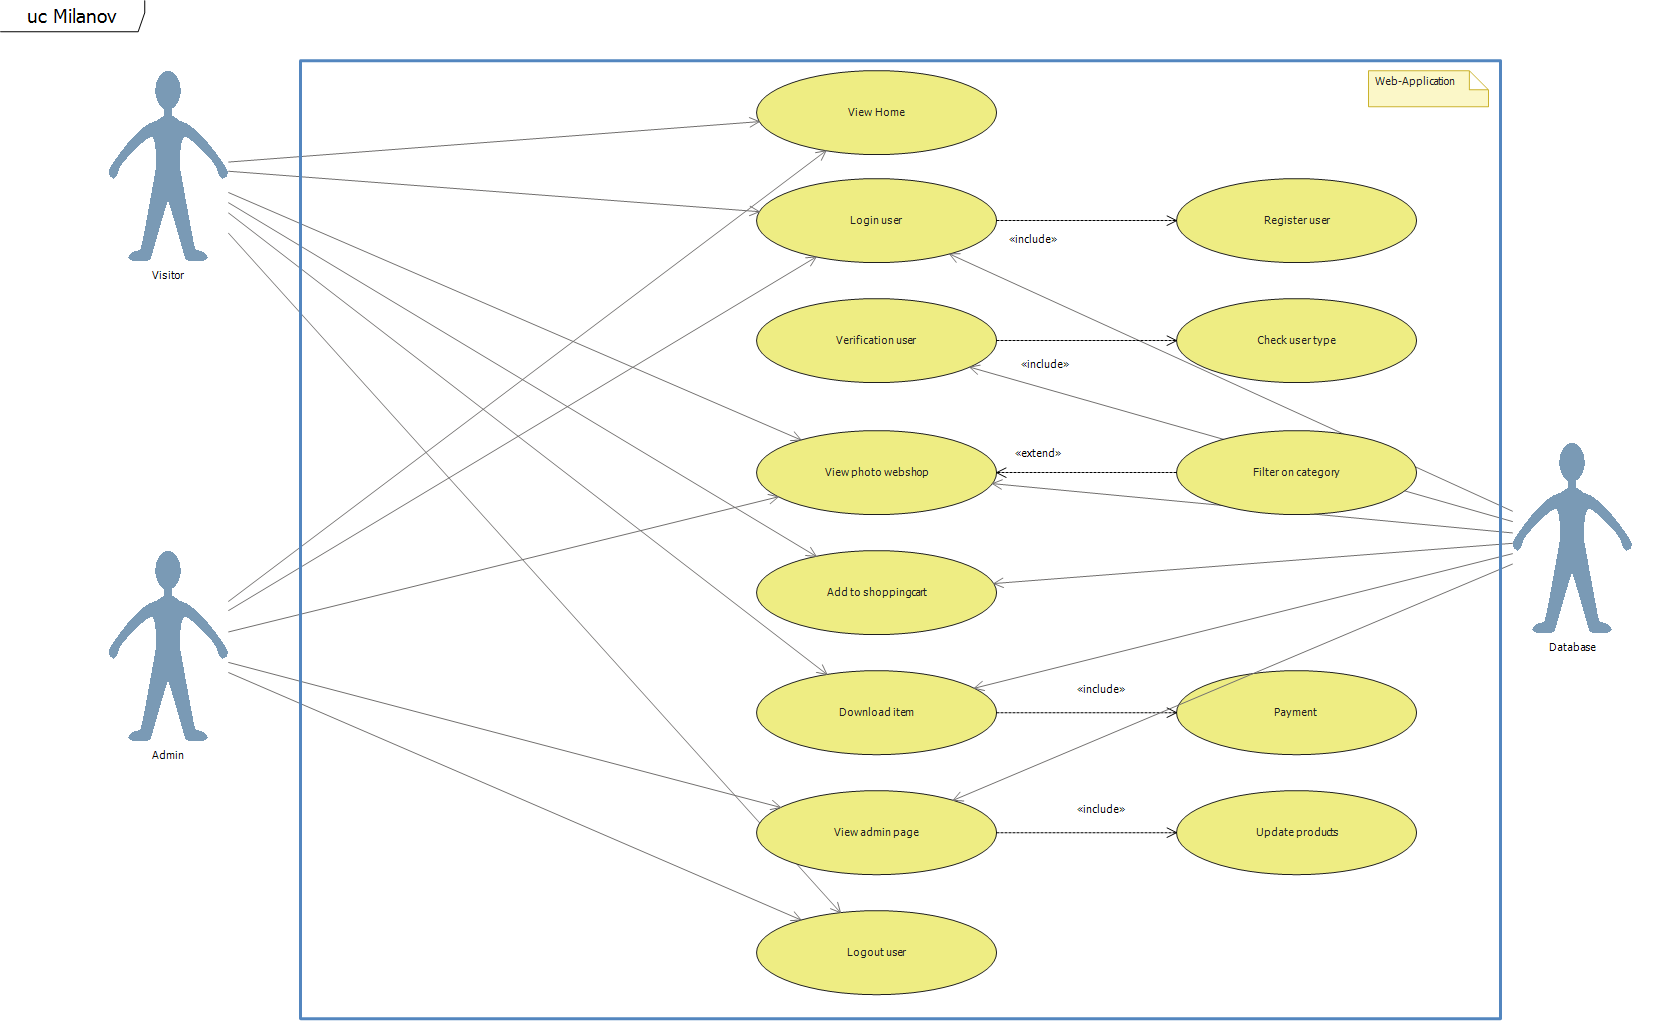 uc Milanov
Web-Application
View Home
Login user
Register user
«include»
Visitor
Verification user
Check user type
«include»
«extend»
View photo webshop
Filter on category
Add to shoppingcart
Database
«include»
Download item
Payment
Admin
«include»
View admin page
Update products
Logout user